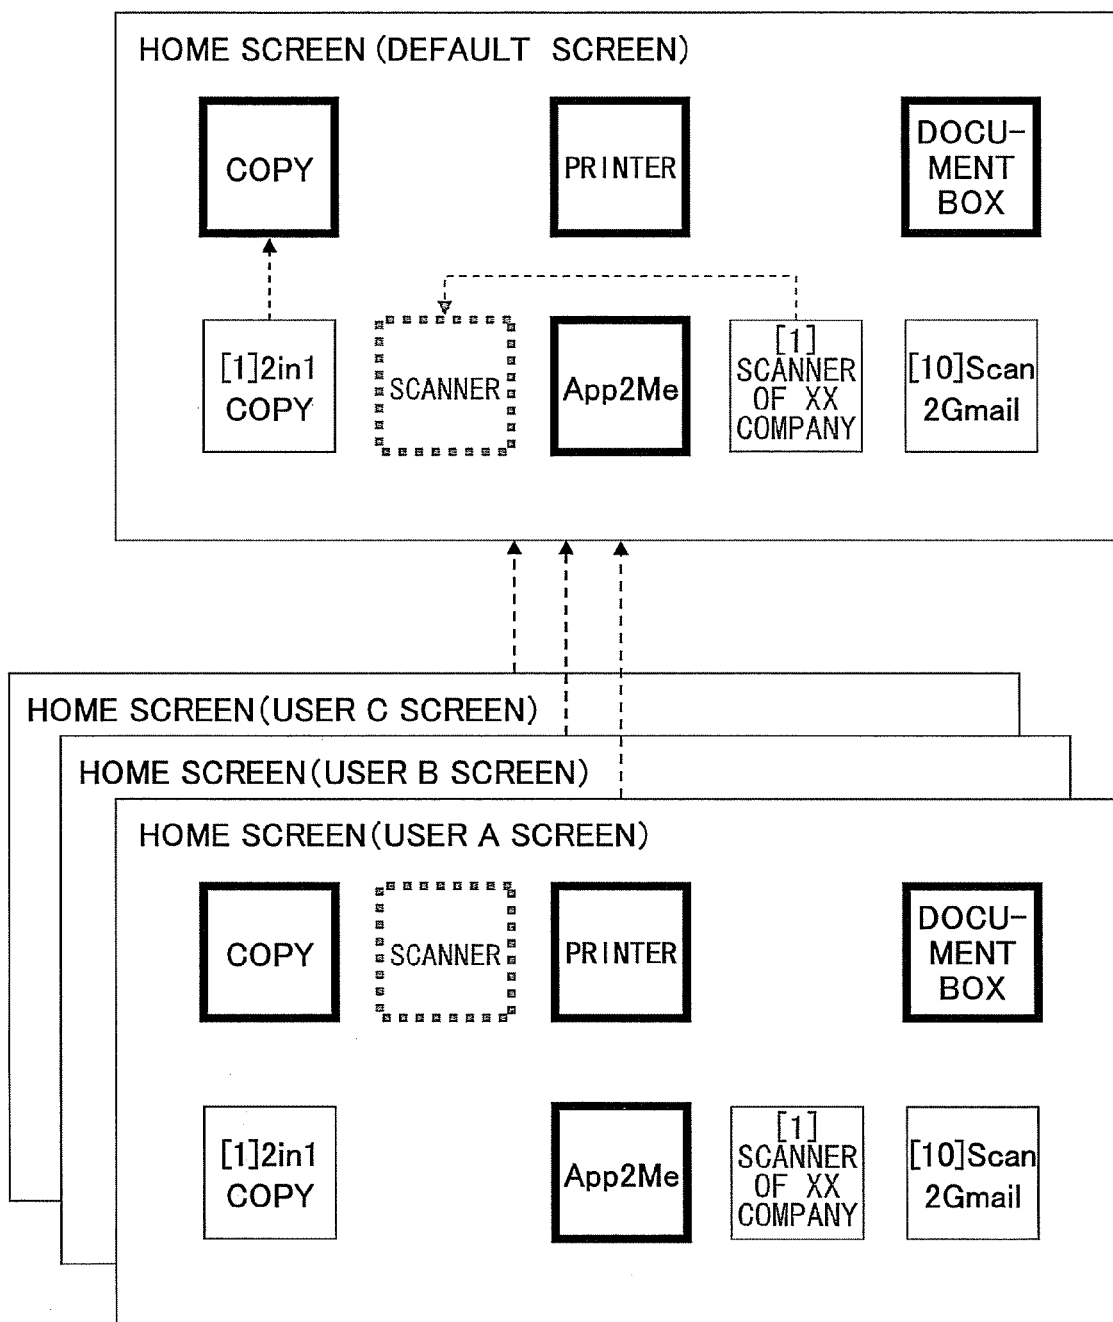 HOME SCREEN (DEFAULT SCREEN)
COPY
PRINTER
DOCU-
MENT
BOX
[1]2in1
COPY
SCANNER
App2Me
[1]
SCANNER
OF XX
COMPANY
[10]Scan
2Gmail
HOME SCREEN(USER C SCREEN)
HOME SCREEN(USER B SCREEN)
HOME SCREEN(USER A SCREEN)
COPY
SCANNER
PRINTER
DOCU-
MENT
BOX
[1]2in1
COPY
App2Me
[1]
SCANNER
OF XX
COMPANY
[10]Scan
2Gmail